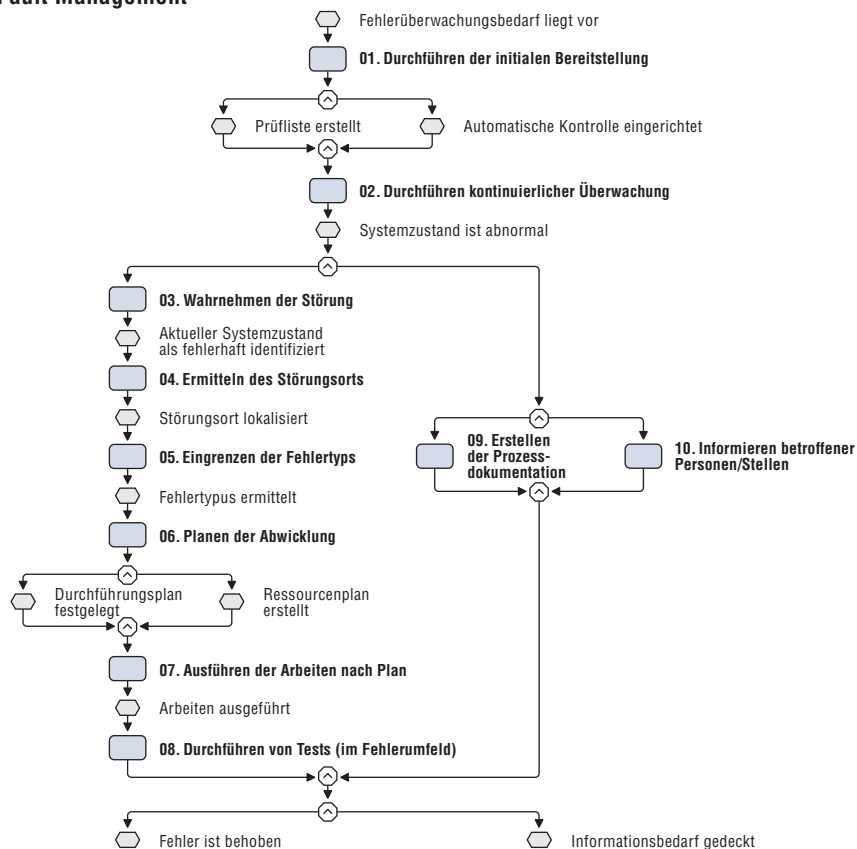 Fault Management
Fehlerüberwachungsbedarf liegt vor
01. Durchführen der initialen Bereitstellung
Prüfliste erstellt
Automatische Kontrolle eingerichtet
02. Durchführen kontinuierlicher Überwachung
Systemzustand ist abnormal
03. Wahrnehmen der Störung
Aktueller Systemzustand
als fehlerhaft identifiziert
04. Ermitteln des Störungsorts
Störungsort lokalisiert
05. Eingrenzen der Fehlertyps
Fehlertypus ermittelt
06. Planen der Abwicklung
Durchführungsplan
festgelegt
Ressourcenplan
erstellt
07. Ausführen der Arbeiten nach Plan
Arbeiten ausgeführt
08. Durchführen von Tests (im Fehlerumfeld)
09. Erstellen
der Prozess-
dokumentation
10. Informieren betroffener
Personen/Stellen
Fehler ist behoben
Informationsbedarf gedeckt